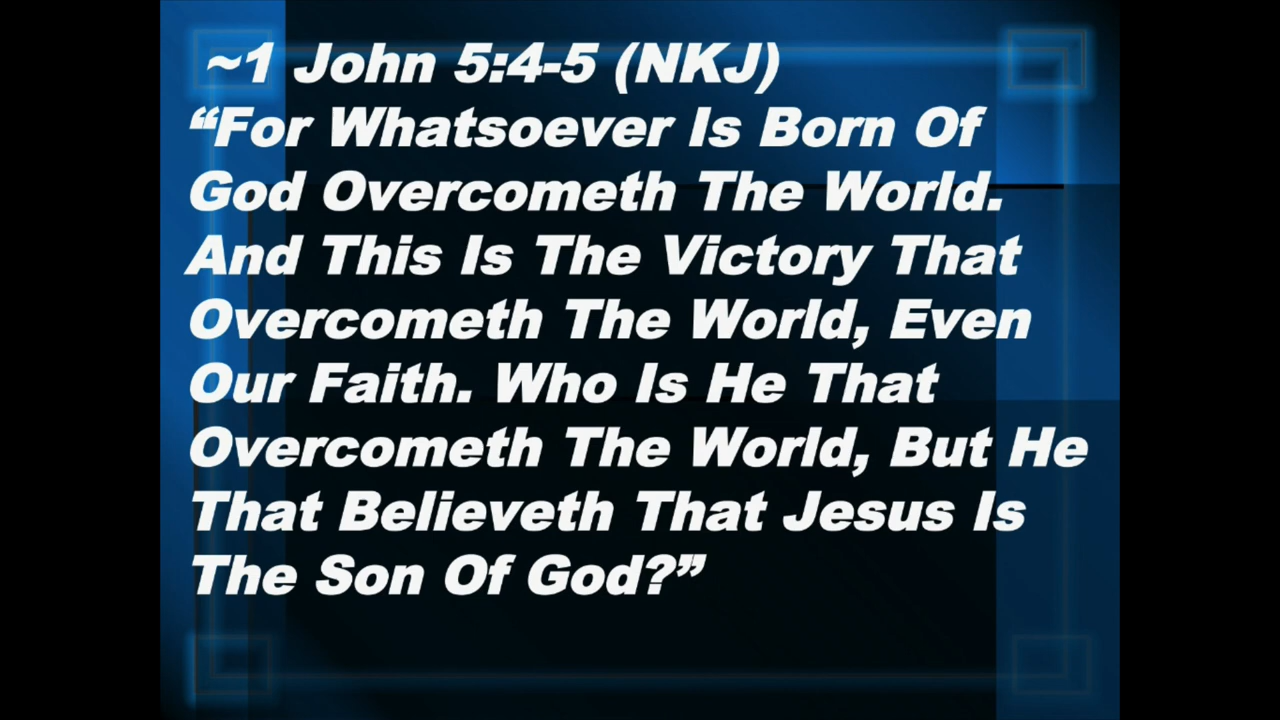 ~1 John 5:4-5 (NKJ)
“For Whatsoever Is Born Of
God Overcometh The World.
And This Is The Victory That
Overcometh The World, Even
Our Faith. Who Is He That
Overcometh The World, But He
That Believeth That Jesus Is
The Son Of God?”